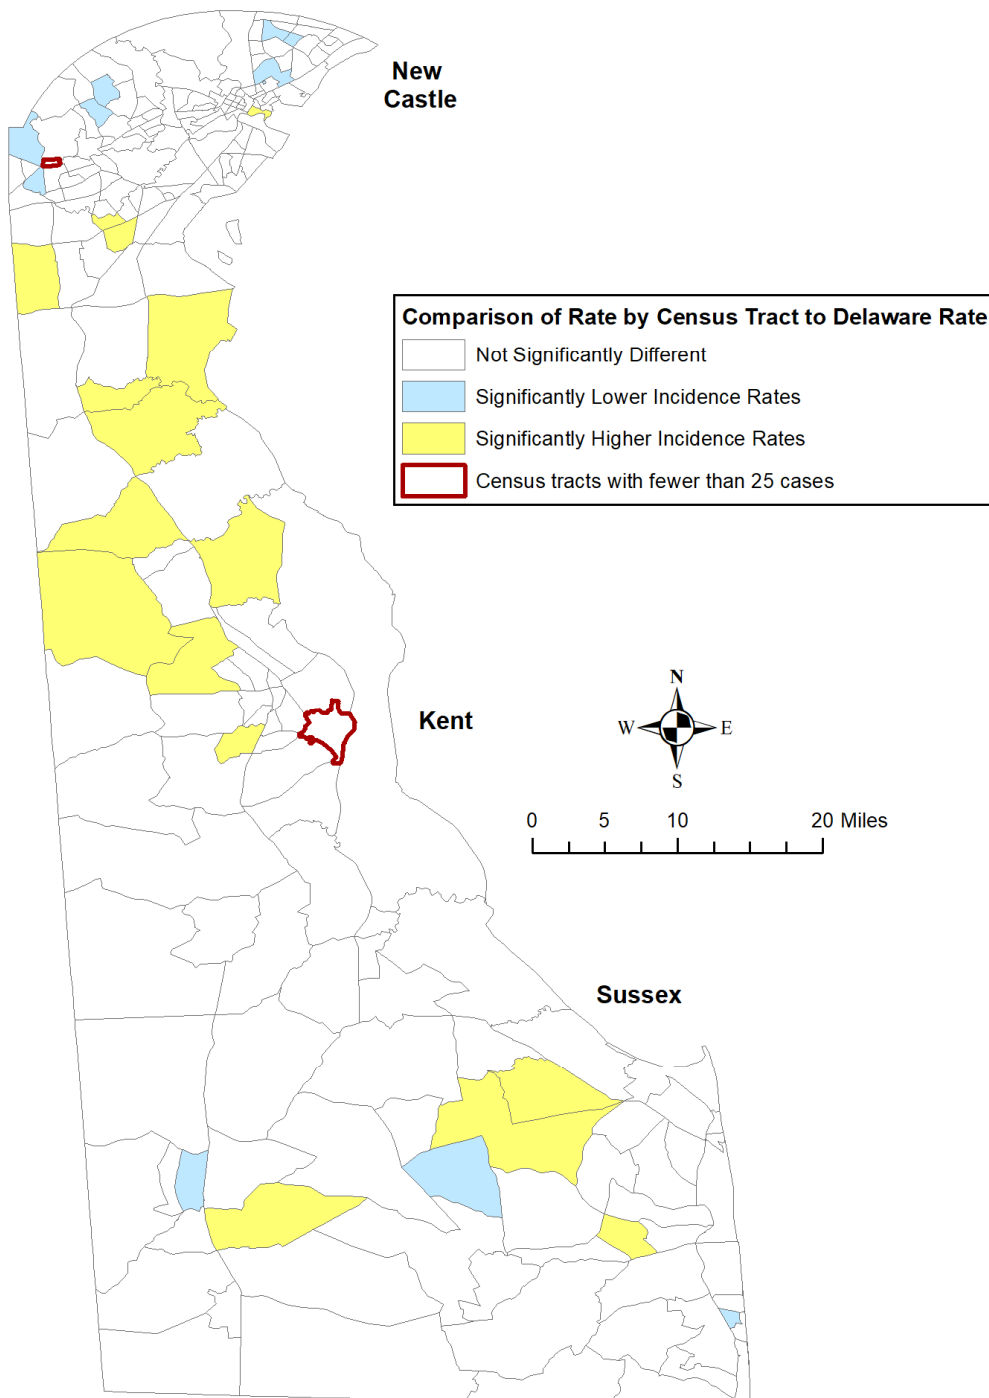 New
Castle
Comparison of Rate by Census Tract to Delaware Rate
Not Significantly Different
Significantly Lower Incidence Rates
Significantly Higher Incidence Rates
Census tracts with fewer than 25 cases
N
Kent
W E
S
0 5 10 20 Miles
Sussex